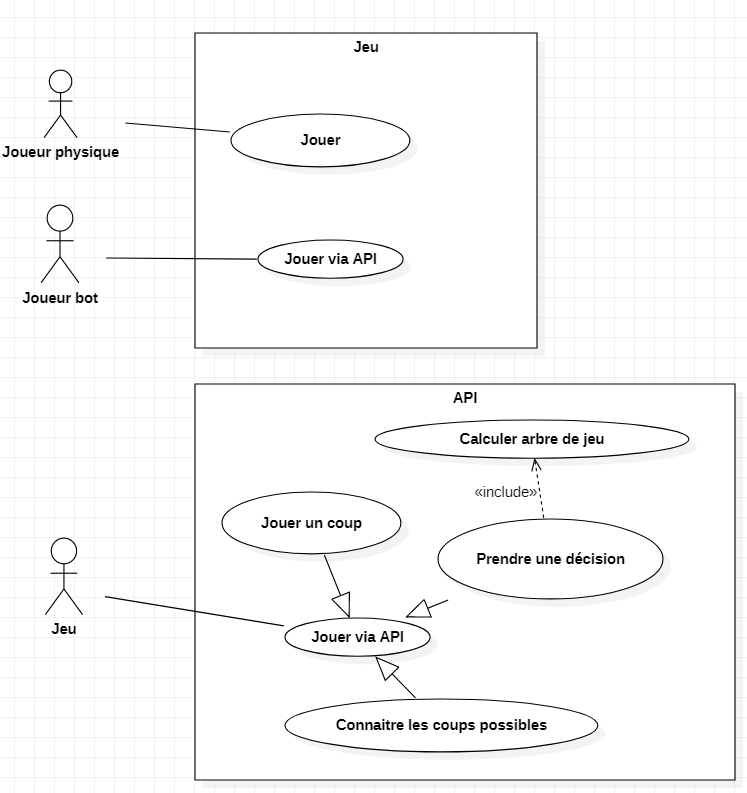 Jeu
Joueur physique
Jouer
Joueur bot
Jouer via API
API
Calculer arbre de jeu
«include»
Jouer un coup
Prendre une décision
Jeu
Jouer via API
Connaitre les coups possibles